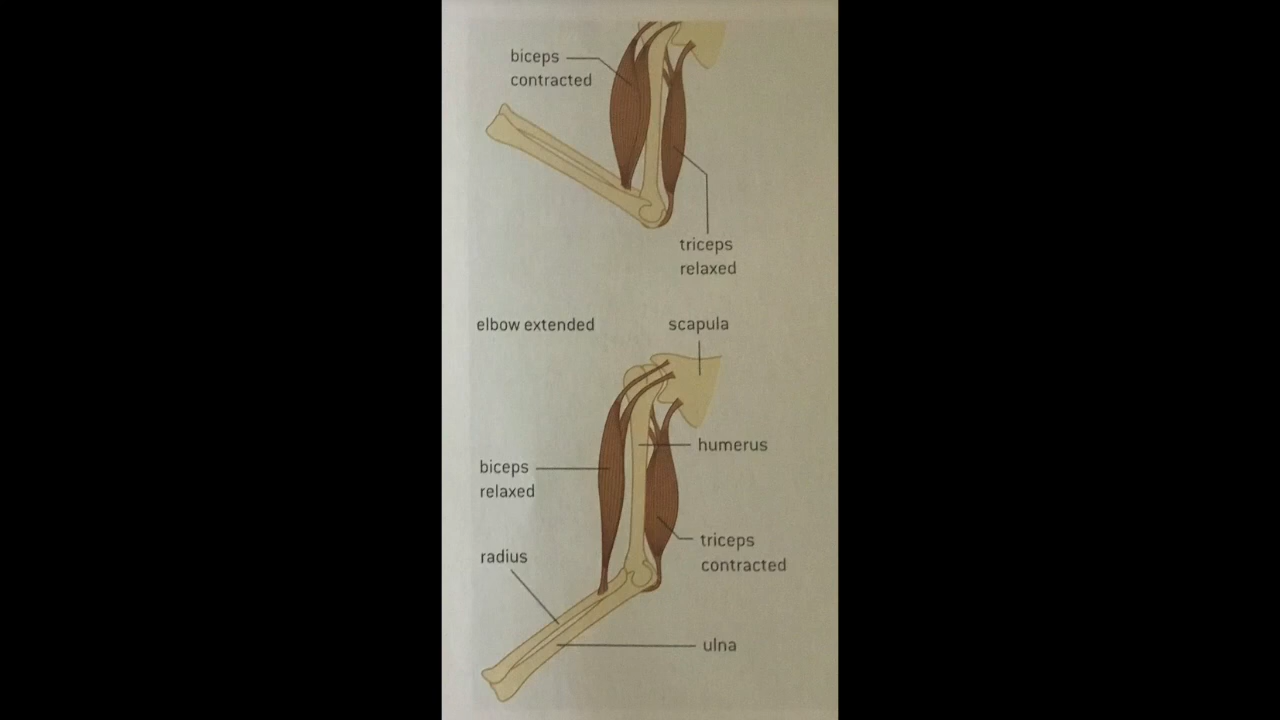 biceps
contracted
triceps
relaxed
elbow extended
scapula
humerus
biceps
relaxed
triceps
contracted
radius
ulna